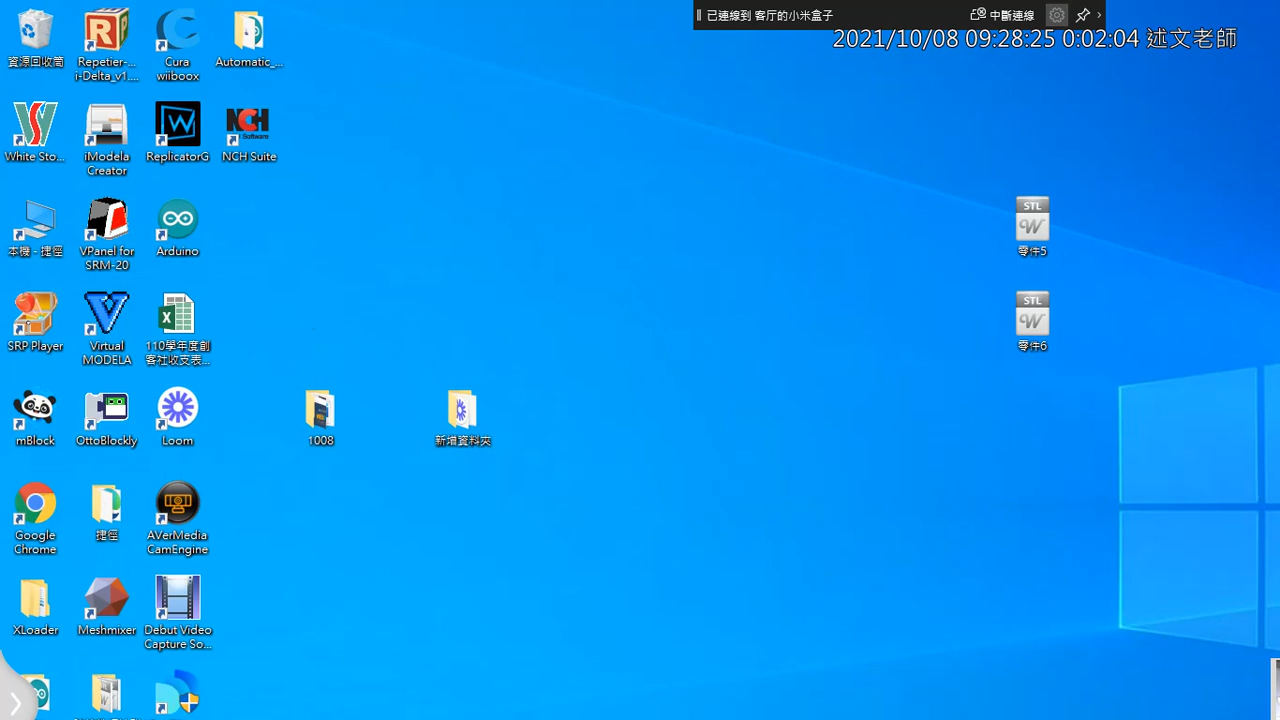 已連線到 客厅的小米盒子
中斷連線
2021/10/08 09:28:25 0:02:04 述文老師
資源回收筒
Repetier-...
i-Delta_v1....
Cura
wiiboox
Automatic_...
White Sto...
iModela
Creator
ReplicatorG
NCH Suite
NCH
Software
本機 - 捷徑
VPanel for
SRM-20
Arduino
STL
零件5
SRP Player
Virtual
MODELA
110學年度創
客社收支表...
STL
零件6
mBlock
OttoBlockly
Loom
1008
新增資料夾
Google
Chrome
捷徑
AVerMedia
CamEngine
XLoader
Meshmixer
Debut Video
Capture So...